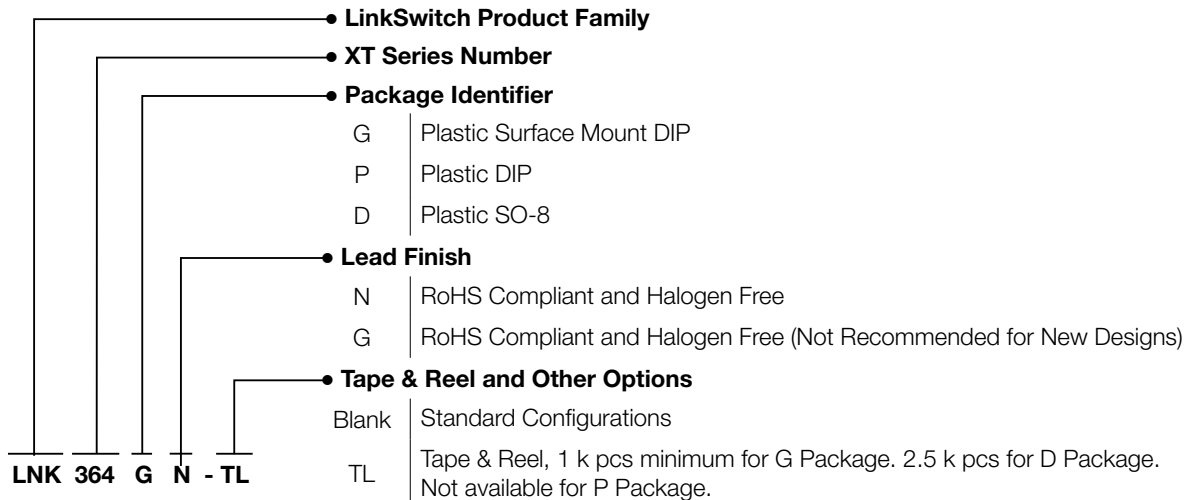 LinkSwitch Product Family
XT Series Number
Package Identifier
G Plastic Surface Mount DIP
P Plastic DIP
D Plastic SO-8
Lead Finish
N RoHS Compliant and Halogen Free
G RoHS Compliant and Halogen Free (Not Recommended for New Designs)
Tape & Reel and Other Options
Blank Standard Configurations
TL Tape & Reel, 1 k pcs minimum for G Package. 2.5 k pcs for D Package.
Not available for P Package.
LNK 364 G N - TL